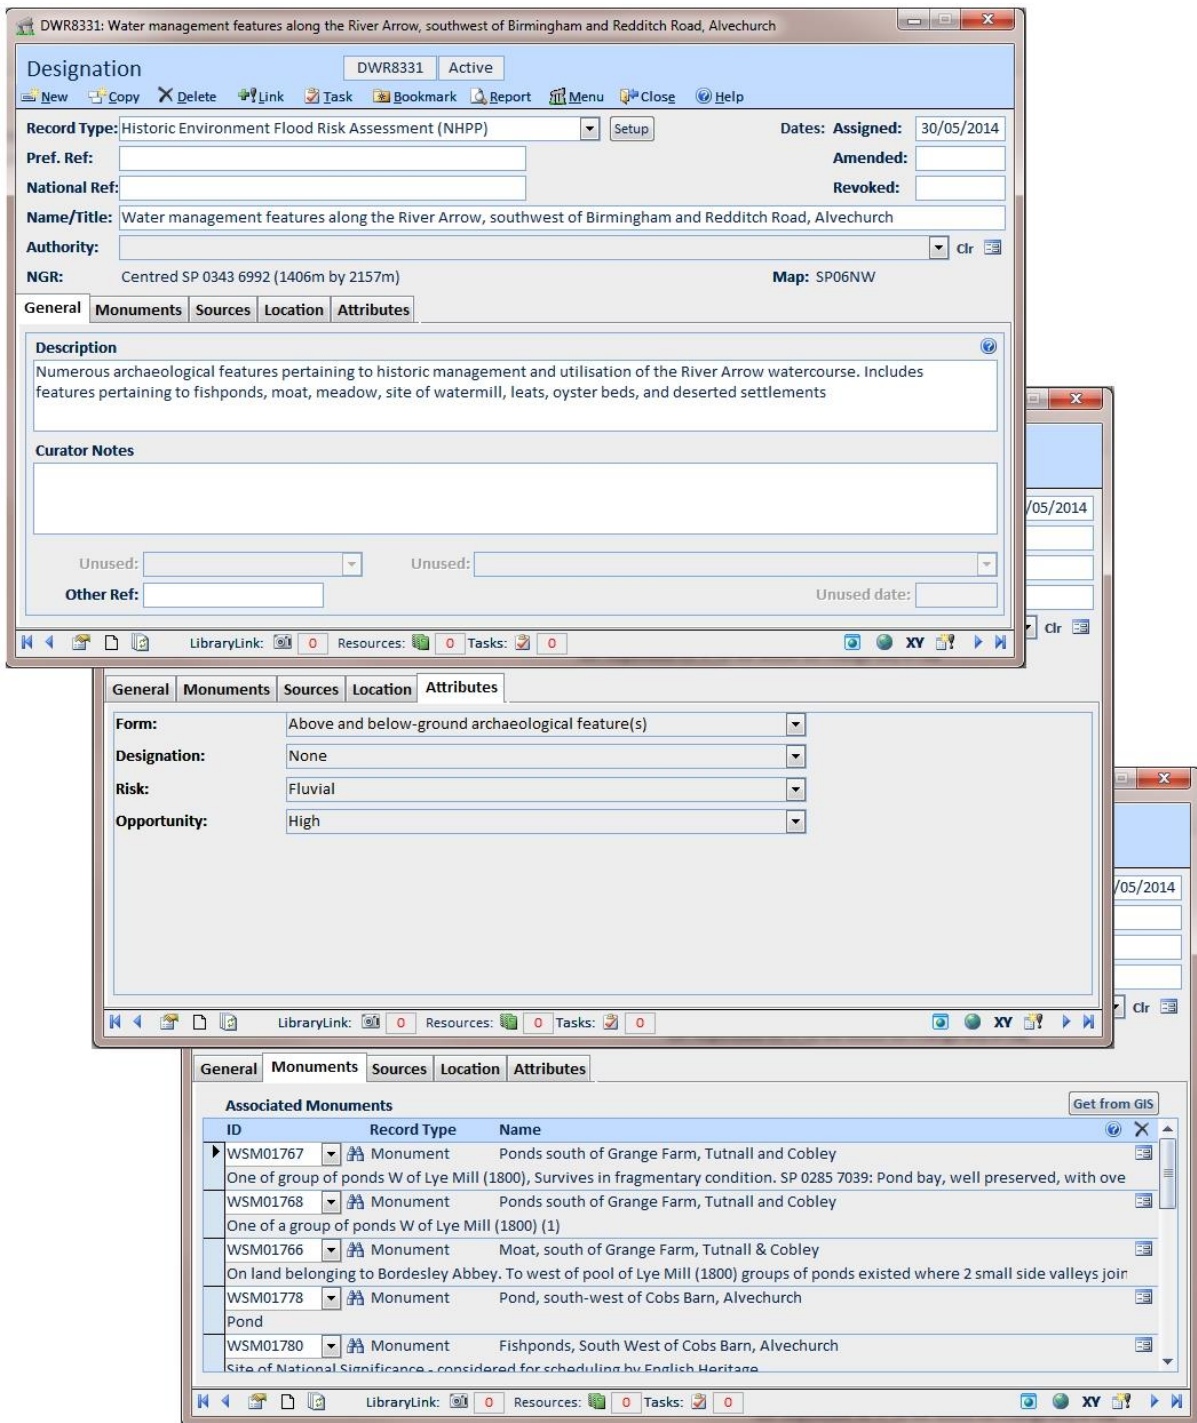 DWR8331: Water management features along the River Arrow, southwest of Birmingham and Redditch Road, Alvechurch
Designation DWR8331 Active
New Copy Delete Link Task Bookmark Report Menu Close Help
Record Type: Historic Environment Flood Risk Assessment (NHPP) Setup Dates: Assigned: 30/05/2014
Pref. Ref: Amended:
National Ref: Revoked:
Name/Title: Water management features along the River Arrow, southwest of Birmingham and Redditch Road, Alvechurch
Authority: Clr
NGR: Centred SP 0343 6992 (1406m by 2157m) Map: SP06NW
General Monuments Sources Location Attributes
Description
Numerous archaeological features pertaining to historic management and utilisation of the River Arrow watercourse. Includes
features pertaining to fishponds, moat, meadow, site of watermill, leats, oyster beds, and deserted settlements
Curator Notes
Unused: Unused:
Other Ref: Unused date:
LibraryLink: 0 Resources: 0 Tasks: 0 XY
/05/2014
Clr
General Monuments Sources Location Attributes
Form: Above and below-ground archaeological feature(s)
Designation: None
Risk: Fluvial
Opportunity: High
LibraryLink: 0 Resources: 0 Tasks: 0 XY
/05/2014
Clr
General Monuments Sources Location Attributes
Associated Monuments Get from GIS
ID Record Type Name
WSM01767 Monument Ponds south of Grange Farm, Tutnall and Cobley
One of group of ponds W of Lye Mill (1800), Survives in fragmentary condition. SP 0285 7039: Pond bay, well preserved, with ove
WSM01768 Monument Ponds south of Grange Farm, Tutnall and Cobley
One of a group of ponds W of Lye Mill (1800) (1)
WSM01766 Monument Moat, south of Grange Farm, Tutnall & Cobley
On land belonging to Bordesley Abbey. To west of pool of Lye Mill (1800) groups of ponds existed where 2 small side valleys join
WSM01778 Monument Pond, south-west of Cobs Barn, Alvechurch
Pond
WSM01780 Monument Fishponds, South West of Cobs Barn, Alvechurch
Site of National Significance - considered for scheduling by English Heritage
LibraryLink: 0 Resources: 0 Tasks: 0 XY